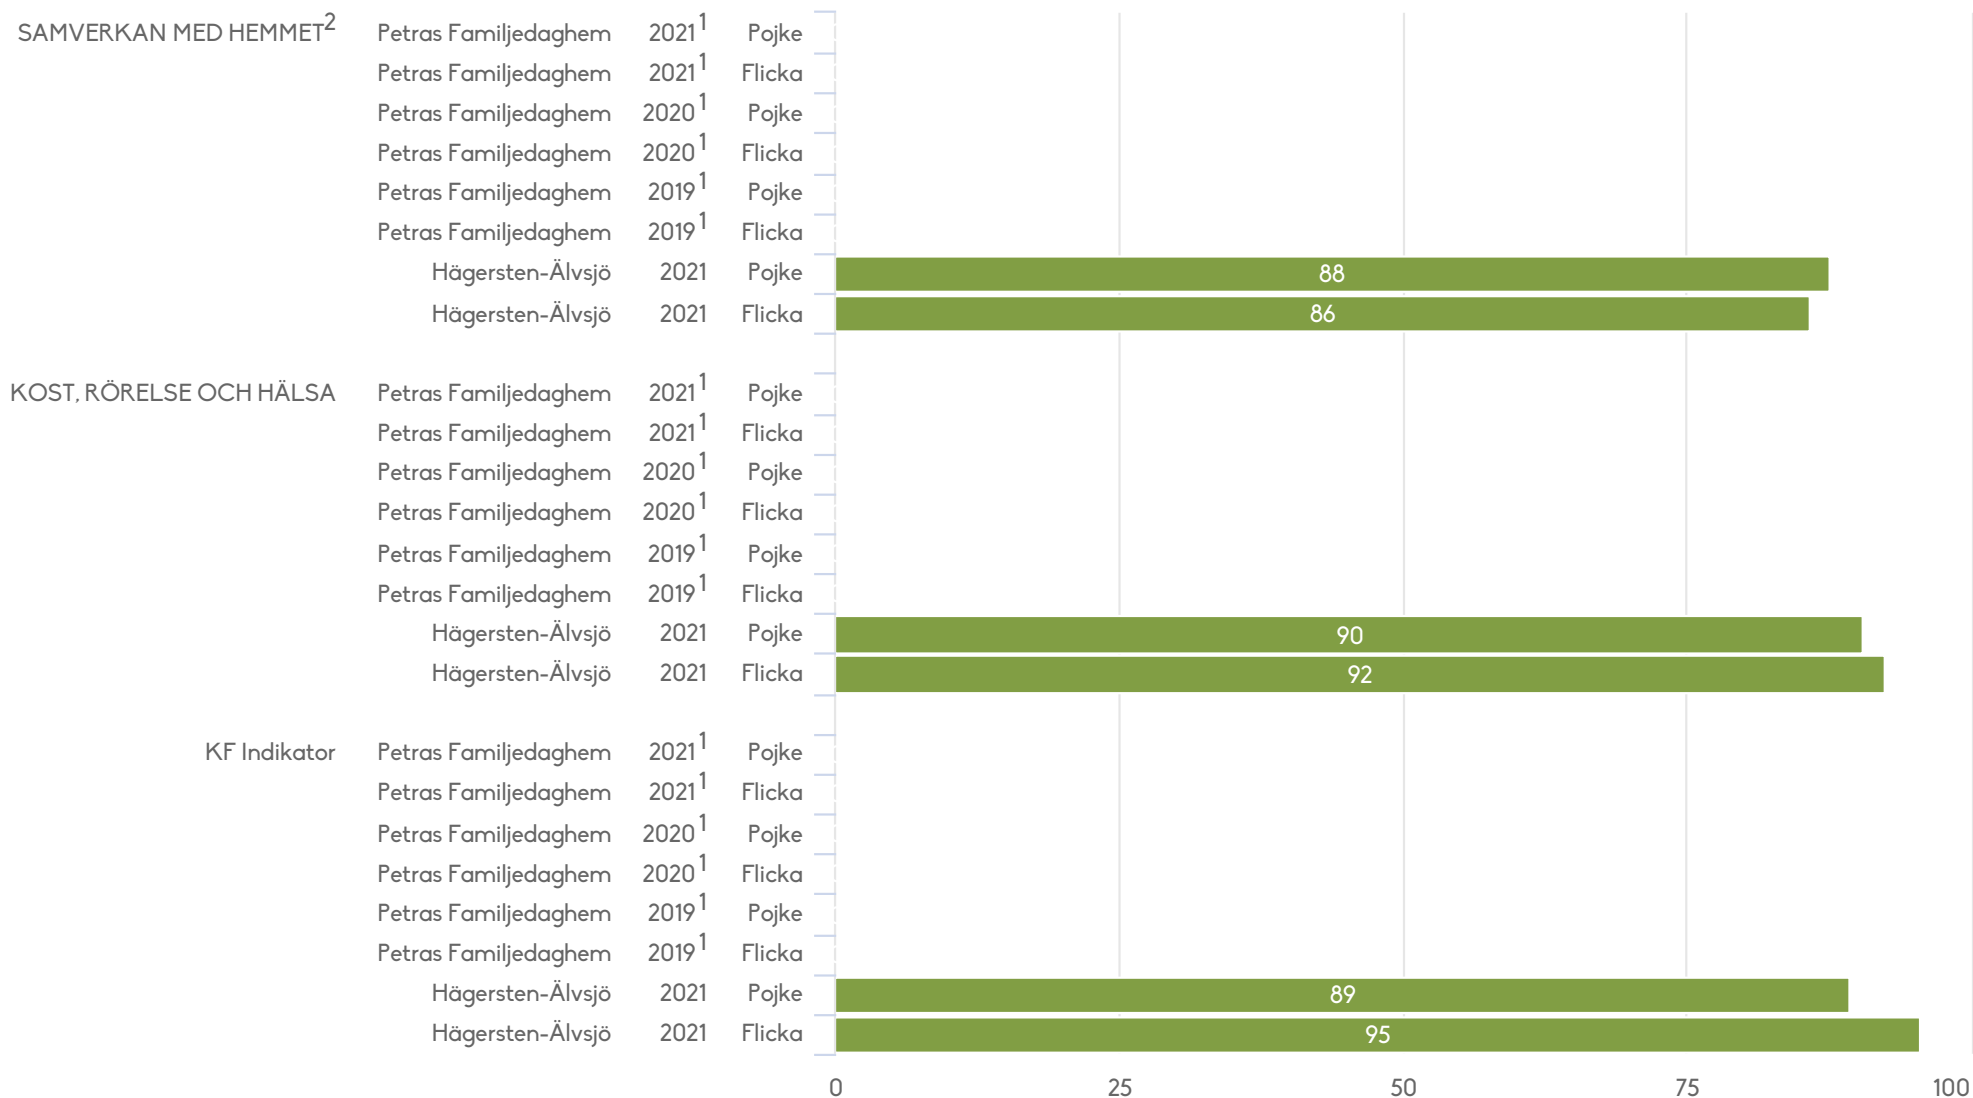 SAMVERKAN MED HEMMET2 Petras Familjedaghem 20211 Pojke
Petras Familjedaghem 20211 Flicka
Petras Familjedaghem 20201 Pojke
Petras Familjedaghem 20201 Flicka
Petras Familjedaghem 20191 Pojke
Petras Familjedaghem 20191 Flicka
Hägersten-Älvsjö 2021 Pojke 88
Hägersten-Älvsjö 2021 Flicka 86
KOST, RÖRELSE OCH HÄLSA Petras Familjedaghem 20211 Pojke
Petras Familjedaghem 20211 Flicka
Petras Familjedaghem 20201 Pojke
Petras Familjedaghem 20201 Flicka
Petras Familjedaghem 20191 Pojke
Petras Familjedaghem 20191 Flicka
Hägersten-Älvsjö 2021 Pojke 90
Hägersten-Älvsjö 2021 Flicka 92
KF Indikator Petras Familjedaghem 20211 Pojke
Petras Familjedaghem 20211 Flicka
Petras Familjedaghem 20201 Pojke
Petras Familjedaghem 20201 Flicka
Petras Familjedaghem 20191 Pojke
Petras Familjedaghem 20191 Flicka
Hägersten-Älvsjö 2021 Pojke 89
Hägersten-Älvsjö 2021 Flicka 95
0 25 50 75 100